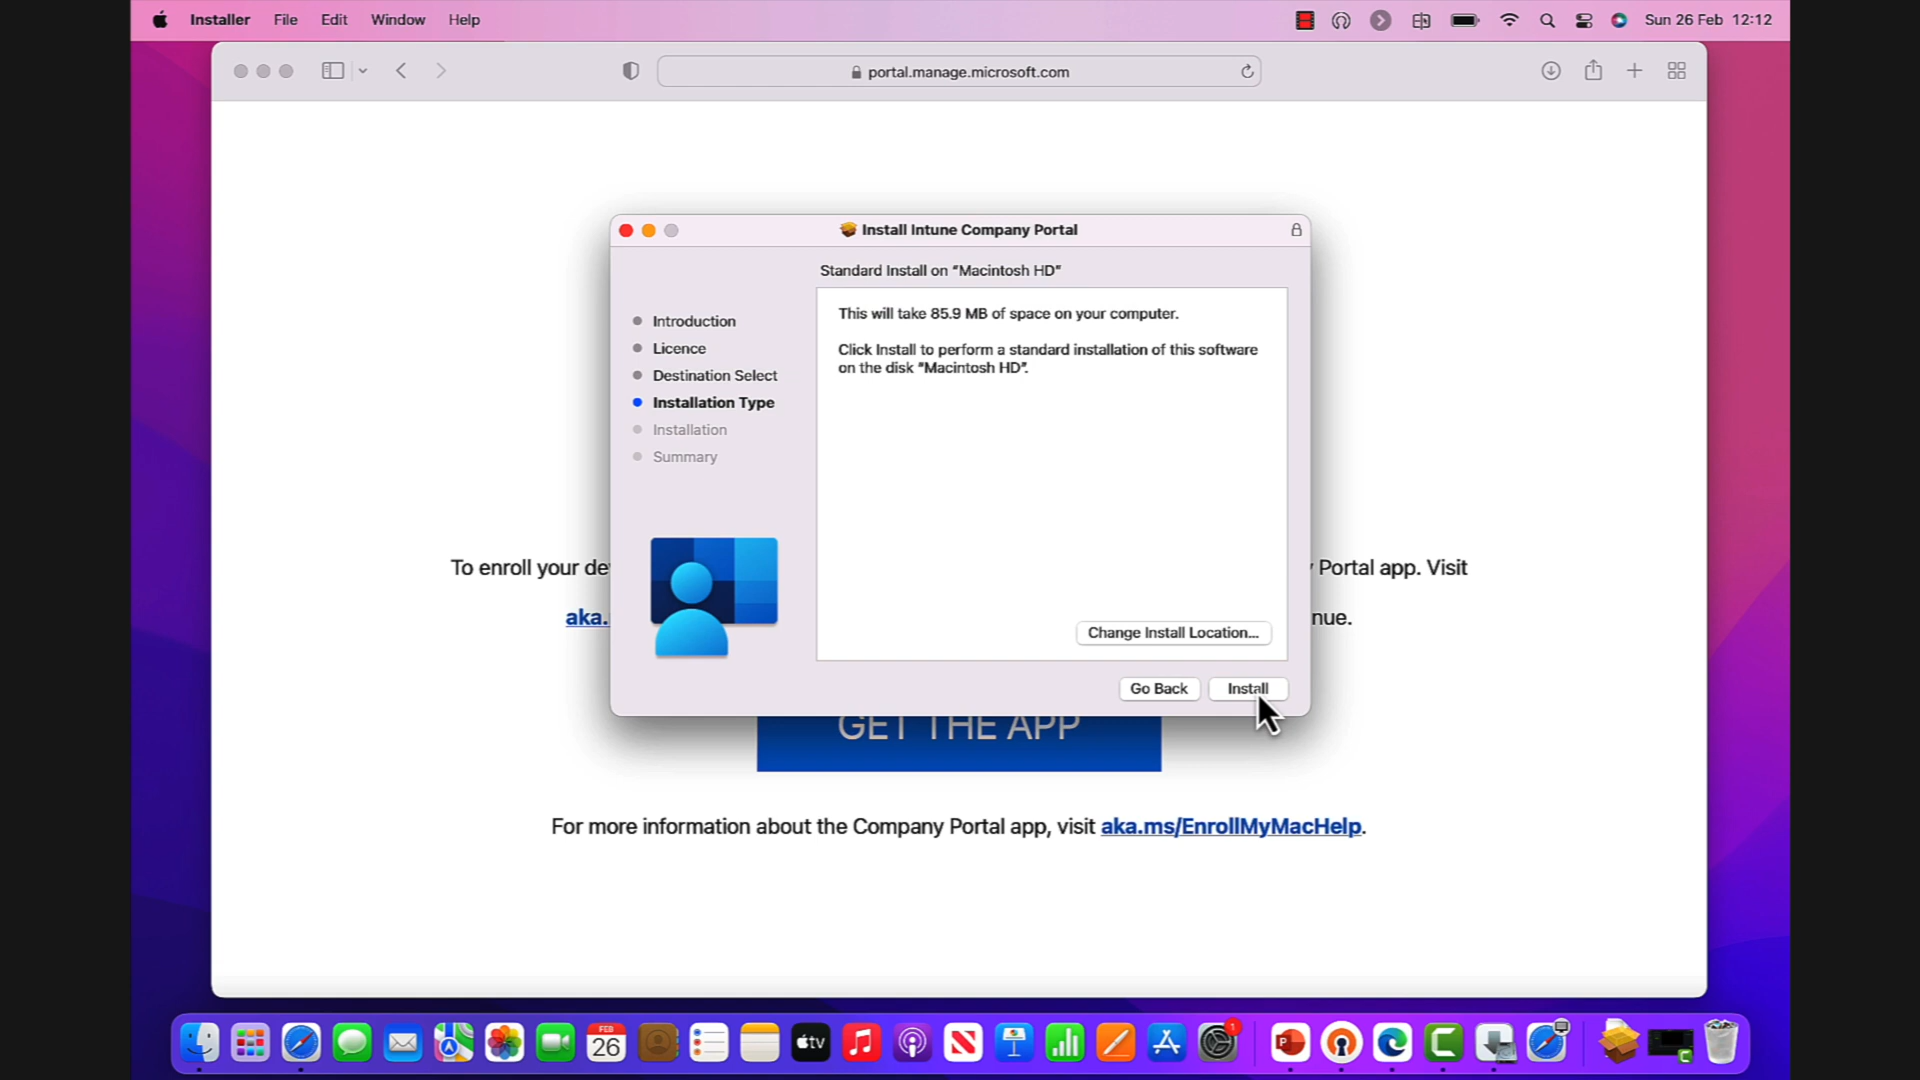 Installer File Edit Window Help Sun 26 Feb 12:12
portal.manage.microsoft.com
Install Intune Company Portal
Standard Install on "Macintosh HD"
Introduction
Licence
Destination Select
Installation Type
Installation
Summary
This will take 85.9 MB of space on your computer.
Click Install to perform a standard installation of this software
on the disk "Macintosh HD".
Change Install Location...
Go Back Install
To enroll your de Portal app. Visit
aka. nue.
GET THE APP
For more information about the Company Portal app, visit aka.ms/EnrollMyMacHelp.
FEB
26
tv
1